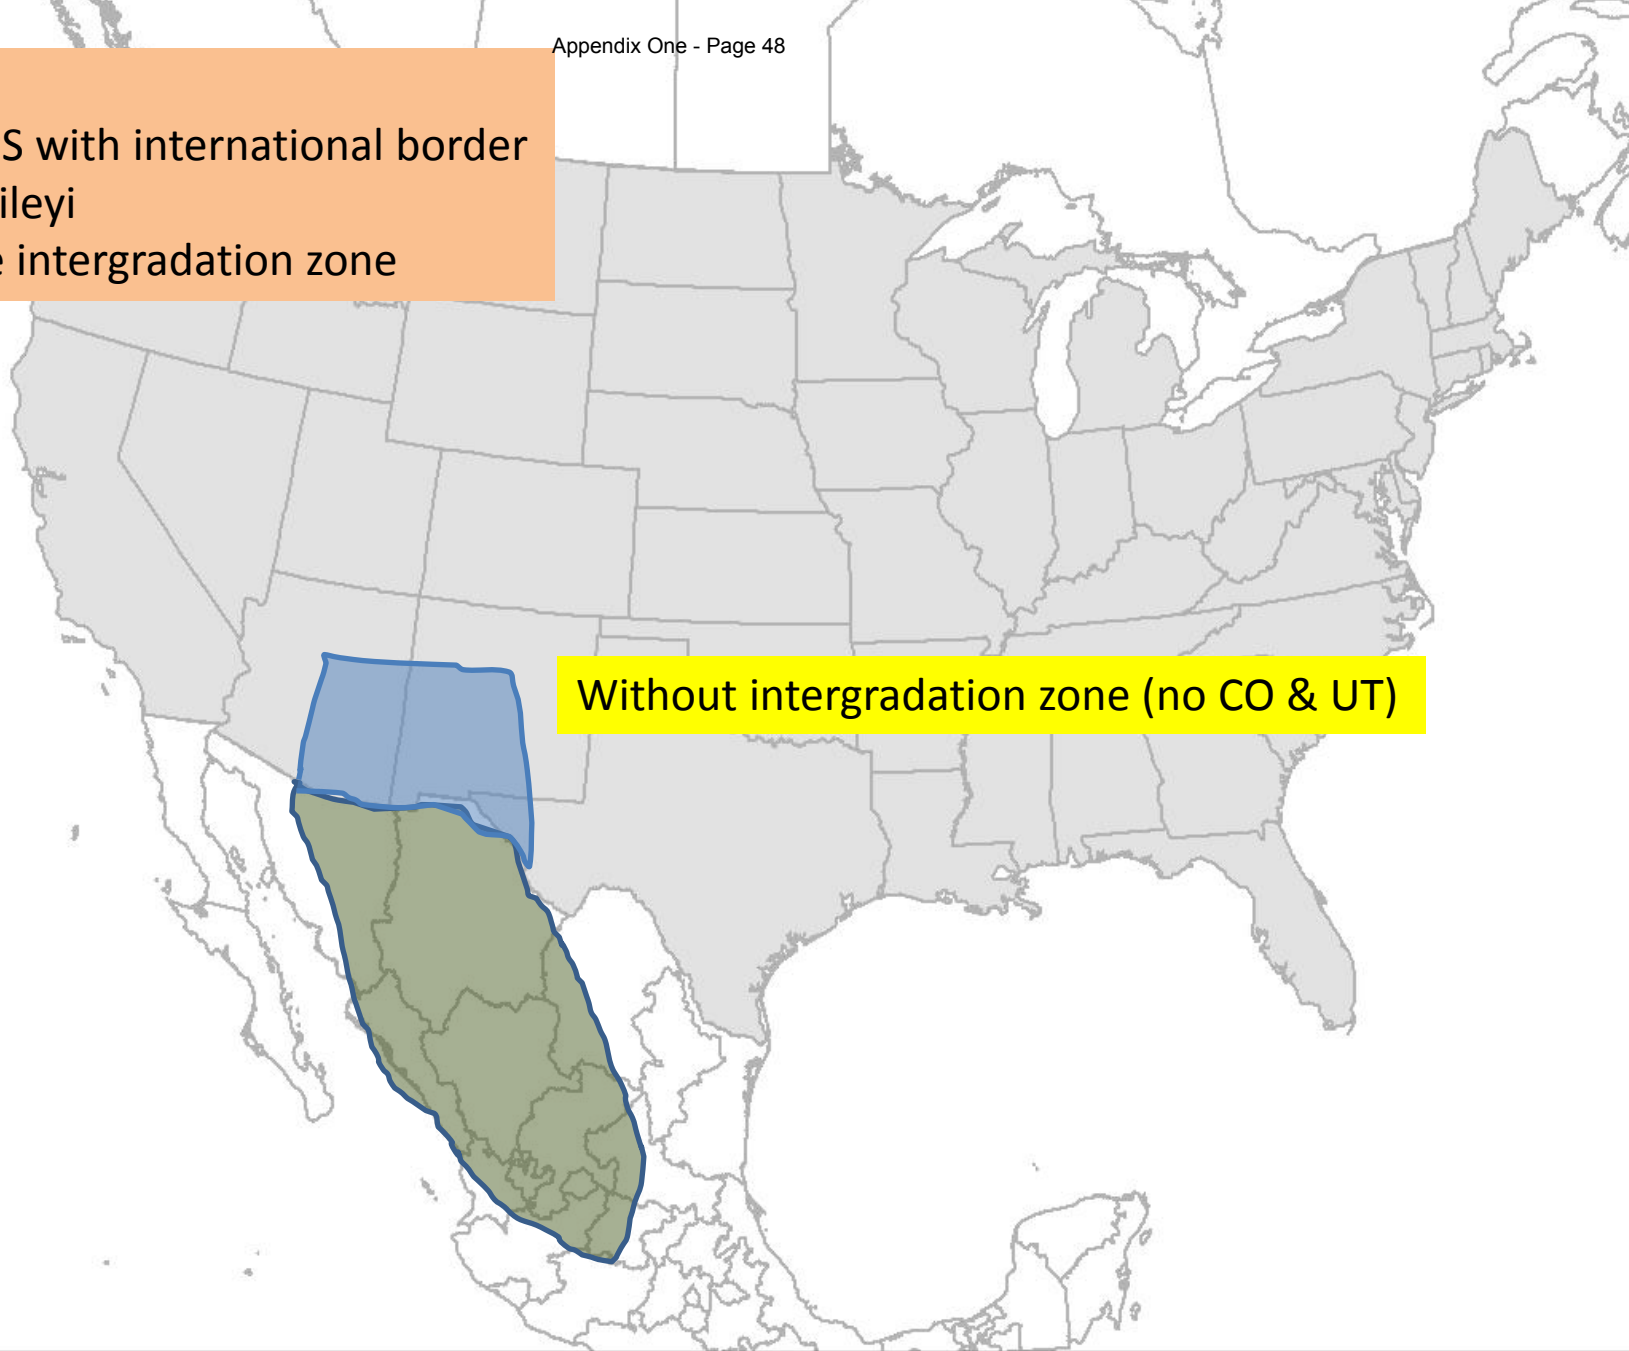 Appendix One - Page 48
S with international border
ileyi
intergradation zone
Without intergradation zone (no CO & UT)